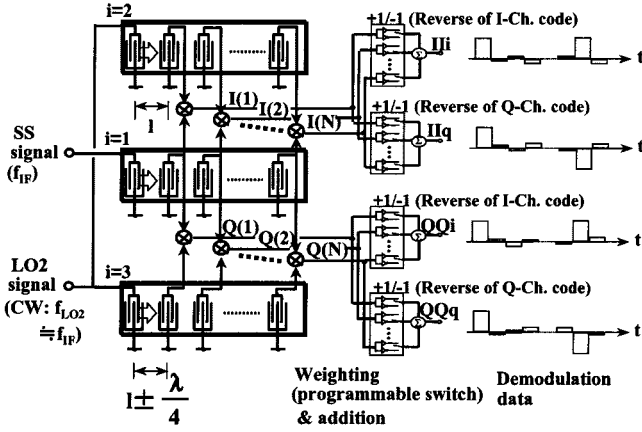 i=2
+1/-1 (Reverse of I-Ch. code)
IIi
t
I(1)
I(2)
I(N)
l
+1/-1 (Reverse of Q-Ch. code)
IIq
t
SS
signal
(fIF)
i=1
Q(1)
Q(2)
Q(N)
+1/-1 (Reverse of I-Ch. code)
QQi
t
LO2
signal
(CW: fLO2
≒fIF)
i=3
+1/-1 (Reverse of Q-Ch. code)
QQq
t
l ± λ/4
Weighting
(programmable switch)
& addition
Demodulation
data